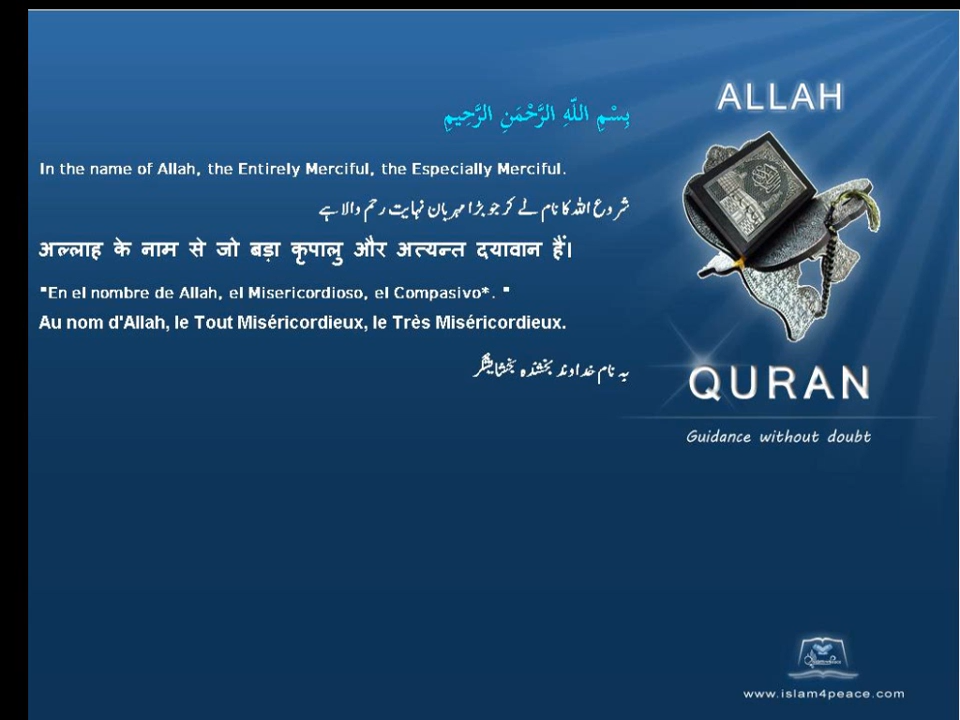 بِسْمِ اللّهِ الرَّحْمَنِ الرَّحِيمِ
In the name of Allah, the Entirely Merciful, the Especially Merciful.
شروع اللہ کا نام لے کر جو بڑا مہربان نہایت رحم والا ہے
अल्लाह के नाम से जो बड़ा कृपालु और अत्यन्त दयावान हैं।
"En el nombre de Allah, el Misericordioso, el Compasivo*. "
Au nom d'Allah, le Tout Miséricordieux, le Très Miséricordieux.
به نام خداوند بخشنده بخشایشگر
ALLAH
QURAN
Guidance without doubt
www.islam4peace.com